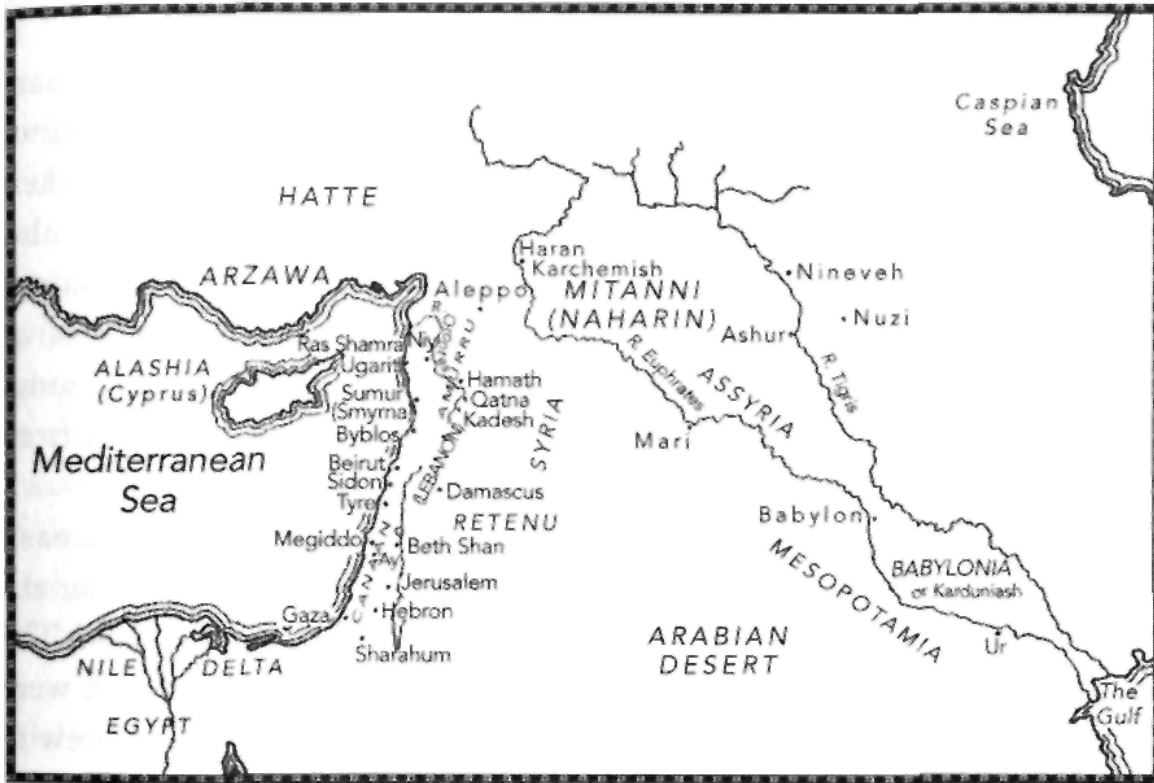 Caspian
Sea
HATTE
ARZAWA
Haran
Karchemish
Nineveh
Aleppo
MITANNI
(NAHARIN)
Nuzi
Ashur
Ras Shamra
Niy
Ugarit
ALASHIA
(Cyprus)
R. Euphrates
R. Tigris
ASSYRIA
Hamath
Sumur
Qatna
(Smyrna)
Kadesh
Byblos
SYRIA
Mari
Mediterranean
Sea
Beirut
(LEBANON)
Sidon
Damascus
Tyre
RETENU
Babylon
Megiddo
Beth Shan
MESOPOTAMIA
BABYLONIA
or Karduniash
Jerusalem
Gaza
Hebron
ARABIAN
DESERT
Ur
Sharahum
NILE DELTA
EGYPT
The
Gulf